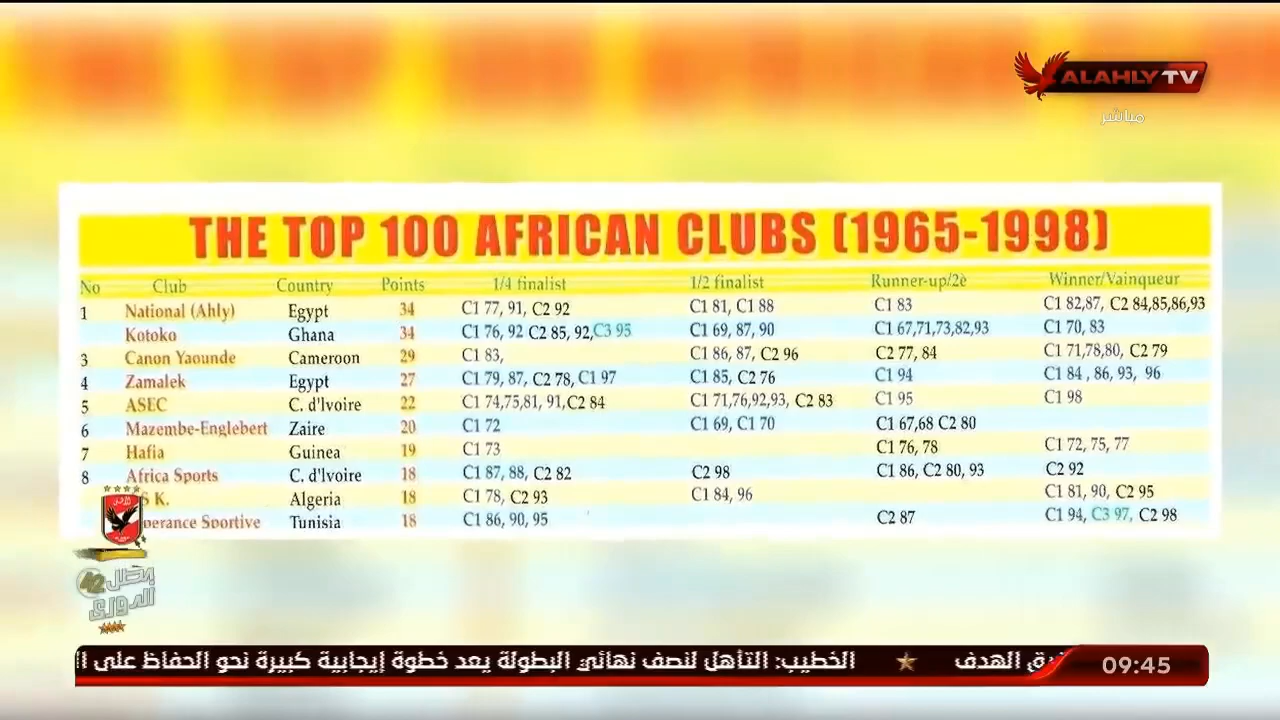 ALAHLY TV
مباشر
THE TOP 100 AFRICAN CLUBS (1965-1998)
No Club Country Points 1/4 finalist 1/2 finalist Runner-up/2è Winner/Vainqueur
1 National (Ahly) Egypt 34 C1 77, 91, C2 92 C1 81, C1 88 C1 83 C1 82,87, C2 84,85,86,93
Kotoko Ghana 34 C1 76, 92 C2 85, 92,C3 95 C1 69, 87, 90 C1 67,71,73,82,93 C1 70, 83
3 Canon Yaounde Cameroon 29 C1 83, C1 86, 87, C2 96 C2 77, 84 C1 71,78,80, C2 79
4 Zamalek Egypt 27 C1 79, 87, C2 78, C1 97 C1 85, C2 76 C1 94 C1 84 , 86, 93, 96
5 ASEC C. d'Ivoire 22 C1 74,75,81, 91,C2 84 C1 71,76,92,93, C2 83 C1 95 C1 98
6 Mazembe-Englebert Zaire 20 C1 72 C1 69, C1 70 C1 67,68 C2 80
7 Hafia Guinea 19 C1 73 C1 76, 78 C1 72, 75, 77
8 Africa Sports C. d'Ivoire 18 C1 87, 88, C2 82 C2 98 C1 86, C2 80, 93 C2 92
S K. Algeria 18 C1 78, C2 93 C1 84, 96 C1 81, 90, C2 95
perance Sportive Tunisia 18 C1 86, 90, 95 C2 87 C1 94, C3 97, C2 98
بطل
الدوري
42
الهدف ★ الخطيب: التأهل لنصف نهائي البطولة يعد خطوة إيجابية كبيرة نحو الحفاظ على ال
09:45